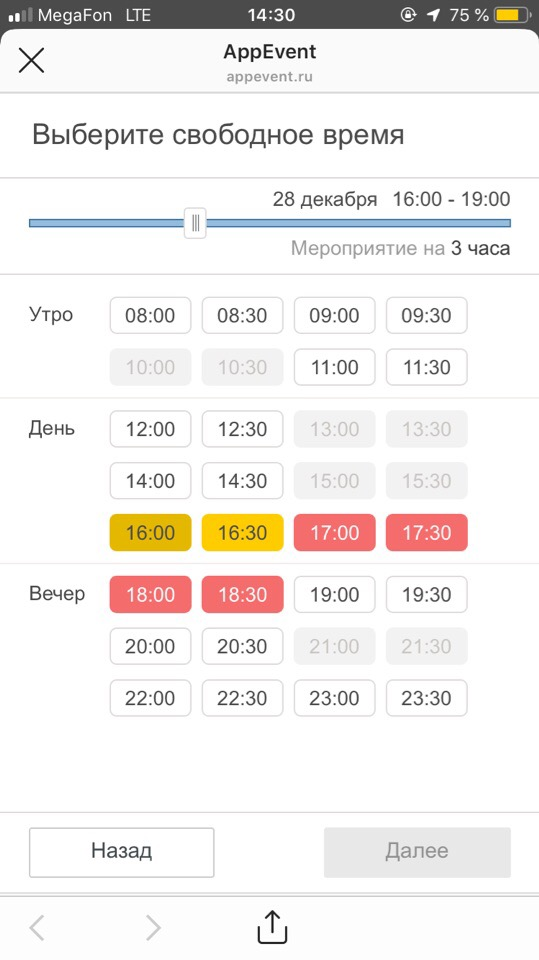 MegaFon LTE 14:30 75 %
AppEvent
appevent.ru
Выберите свободное время
28 декабря 16:00 - 19:00
Мероприятие на 3 часа
Утро 08:00 08:30 09:00 09:30
10:00 10:30 11:00 11:30
День 12:00 12:30 13:00 13:30
14:00 14:30 15:00 15:30
16:00 16:30 17:00 17:30
Вечер 18:00 18:30 19:00 19:30
20:00 20:30 21:00 21:30
22:00 22:30 23:00 23:30
Назад Далее